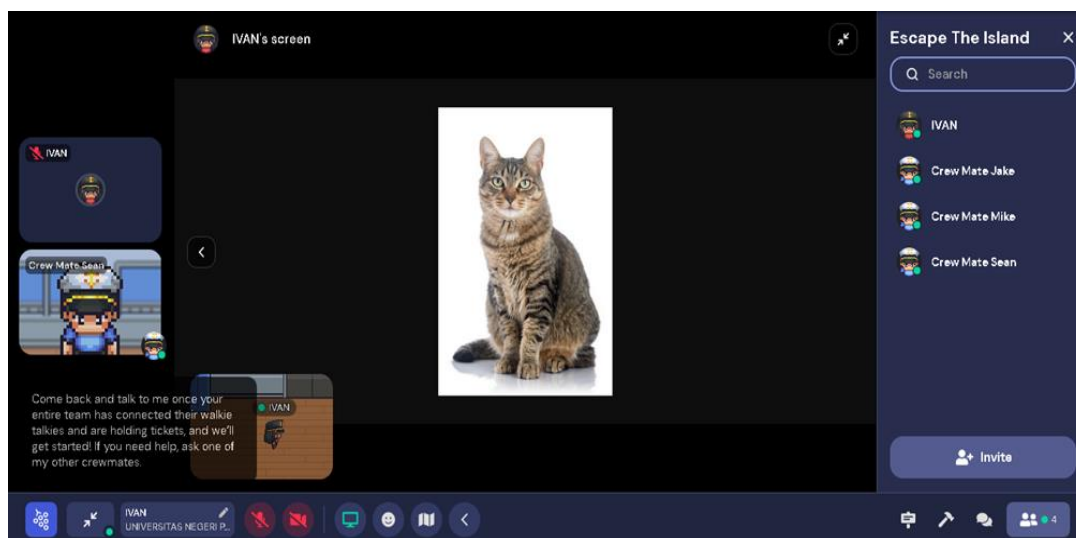 IVAN's screen
Escape The Island
Search
IVAN
Crew Mate Jake
Crew Mate Mike
Crew Mate Sean
IVAN
Crew Mate Sean
Come back and talk to me once your
entire team has connected their walkie
talkies and are holding tickets, and we'll
get started! If you need help, ask one of
my other crewmates.
IVAN
Invite
IVAN
UNIVERSITAS NEGERI P...
4